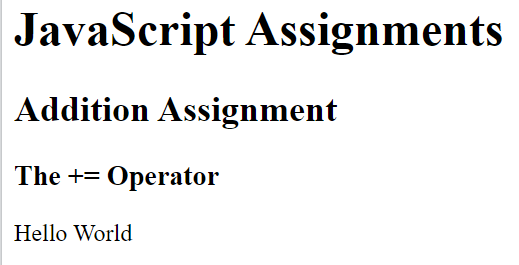 JavaScript Assignments
Addition Assignment
The += Operator
Hello World